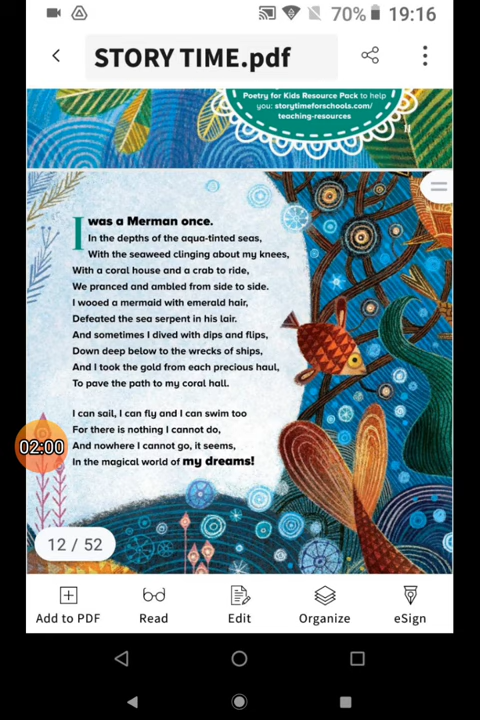 70% 19:16
STORY TIME.pdf
Poetry for Kids Resource Pack to help
you: storytimeforschools.com/
teaching-resources
I was a Merman once.
In the depths of the aqua-tinted seas,
With the seaweed clinging about my knees,
With a coral house and a crab to ride,
We pranced and ambled from side to side.
I wooed a mermaid with emerald hair,
Defeated the sea serpent in his lair.
And sometimes I dived with dips and flips,
Down deep below to the wrecks of ships,
And I took the gold from each precious haul,
To pave the path to my coral hall.
I can sail, I can fly and I can swim too
For there is nothing I cannot do,
And nowhere I cannot go, it seems,
In the magical world of my dreams!
02:00
12 / 52
Add to PDF Read Edit Organize eSign